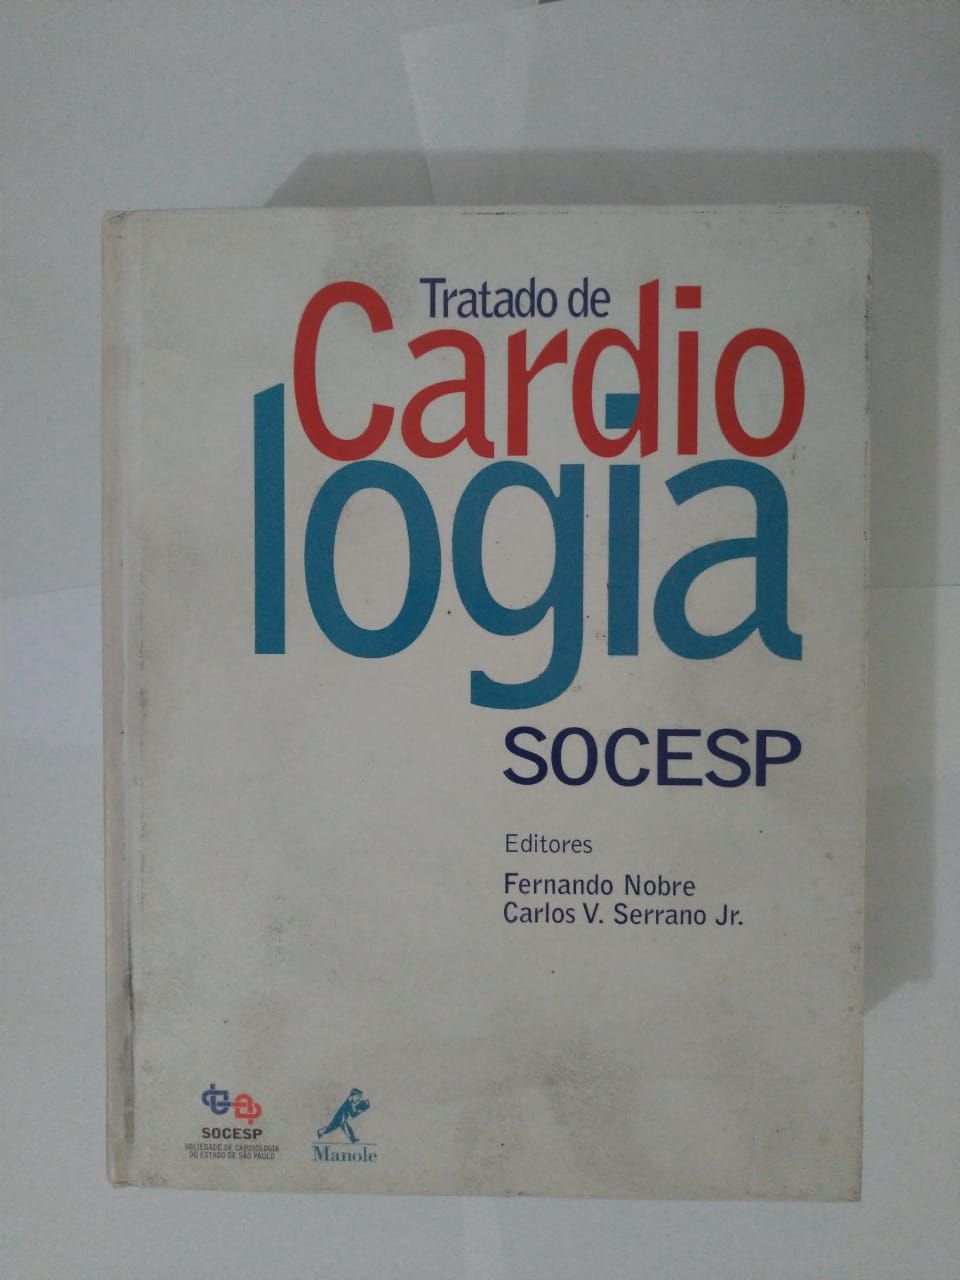 Tratado de
Cardio
logia
SOCESP
Editores
Fernando Nobre
Carlos V. Serrano Jr.
SOCESP
SOCIEDADE DE CARDIOLOGIA
DO ESTADO DE SÃO PAULO
Manole